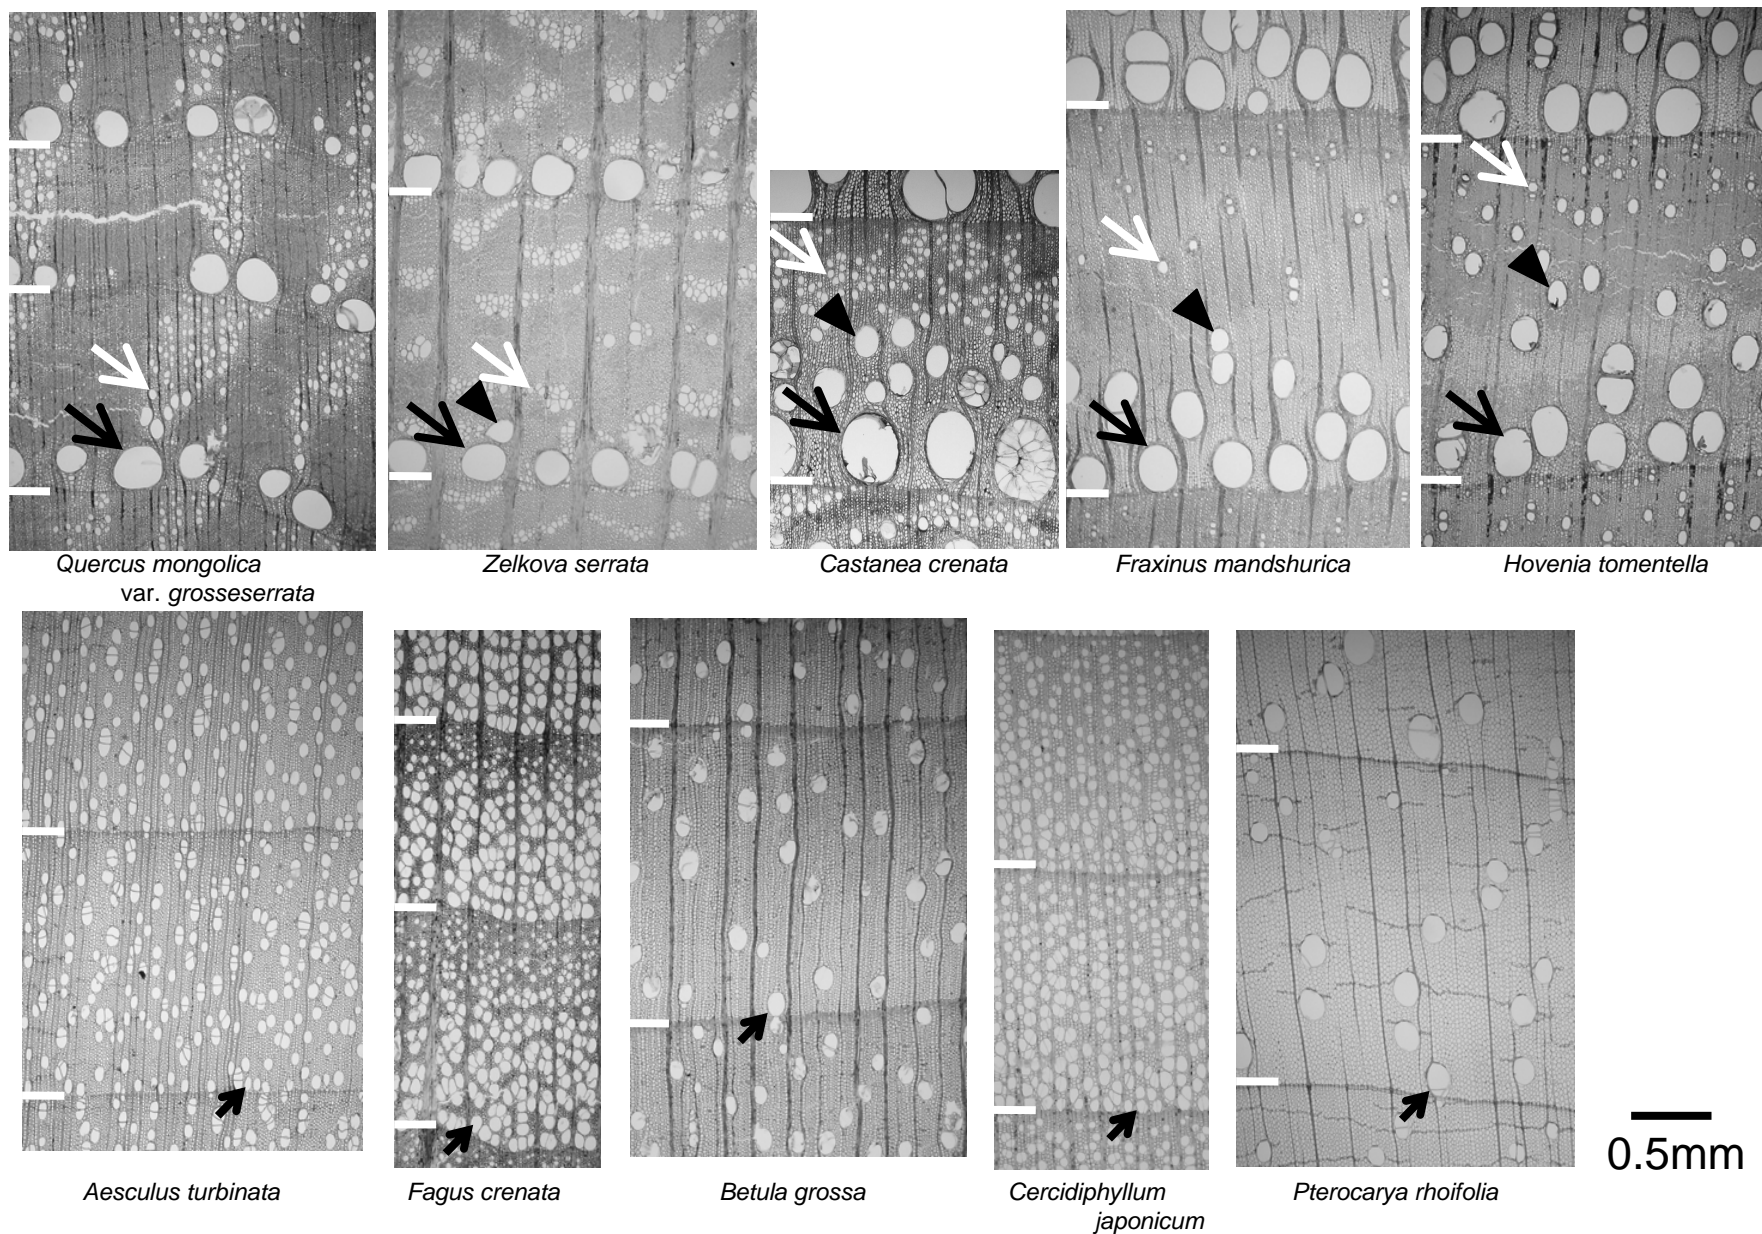 Quercus mongolica
var. grosseserrata
Zelkova serrata
Castanea crenata
Fraxinus mandshurica
Hovenia tomentella
Aesculus turbinata
Fagus crenata
Betula grossa
Cercidiphyllum
japonicum
Pterocarya rhoifolia
0.5mm